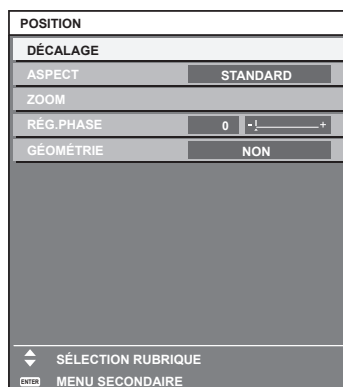 POSITION
DÉCALAGE
ASPECT STANDARD
ZOOM
RÉG.PHASE 0 - +
GÉOMÉTRIE NON
SÉLECTION RUBRIQUE
ENTER MENU SECONDAIRE